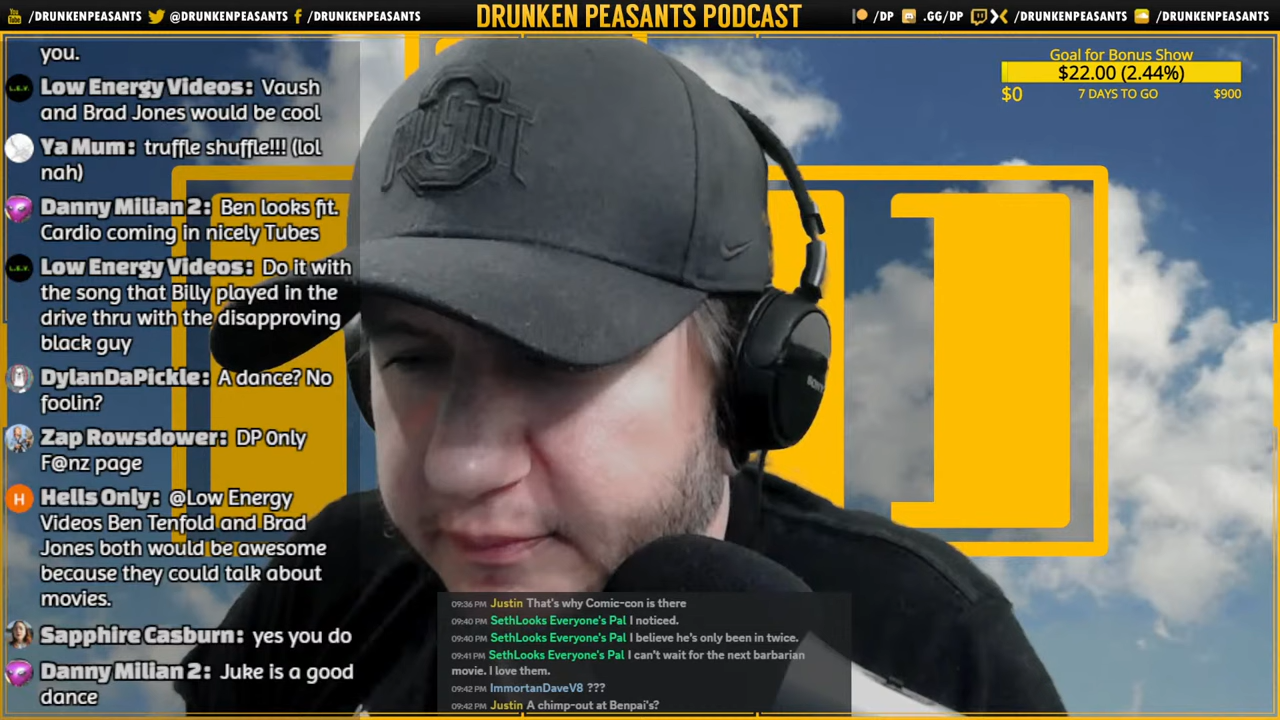 /DRUNKENPEASANTS @DRUNKENPEASANTS /DRUNKENPEASANTS DRUNKEN PEASANTS PODCAST /DP .GG/DP /DRUNKENPEASANTS /DRUNKENPEASANTS
you.
Low Energy Videos: Vaush
and Brad Jones would be cool
Ya Mum: truffle shuffle!!! (lol
nah)
Danny Milian 2: Ben looks fit.
Cardio coming in nicely Tubes
Low Energy Videos: Do it with
the song that Billy played in the
drive thru with the disapproving
black guy
DylanDaPickle: A dance? No
foolin?
Zap Rowsdower: DP 0nly
F@nz page
Hells Only: @Low Energy
Videos Ben Tenfold and Brad
Jones both would be awesome
because they could talk about
movies.
Sapphire Casburn: yes you do
Danny Milian 2: Juke is a good
dance
Goal for Bonus Show
$22.00 (2.44%)
$0 7 DAYS TO GO $900
SONY
09:36 PM Justin That's why Comic-con is there
09:40 PM SethLooks Everyone's Pal I noticed.
09:40 PM SethLooks Everyone's Pal I believe he's only been in twice.
09:41 PM SethLooks Everyone's Pal I can't wait for the next barbarian
movie. I love them.
09:42 PM ImmortanDaveV8 ???
09:42 PM Justin A chimp-out at Benpai's?